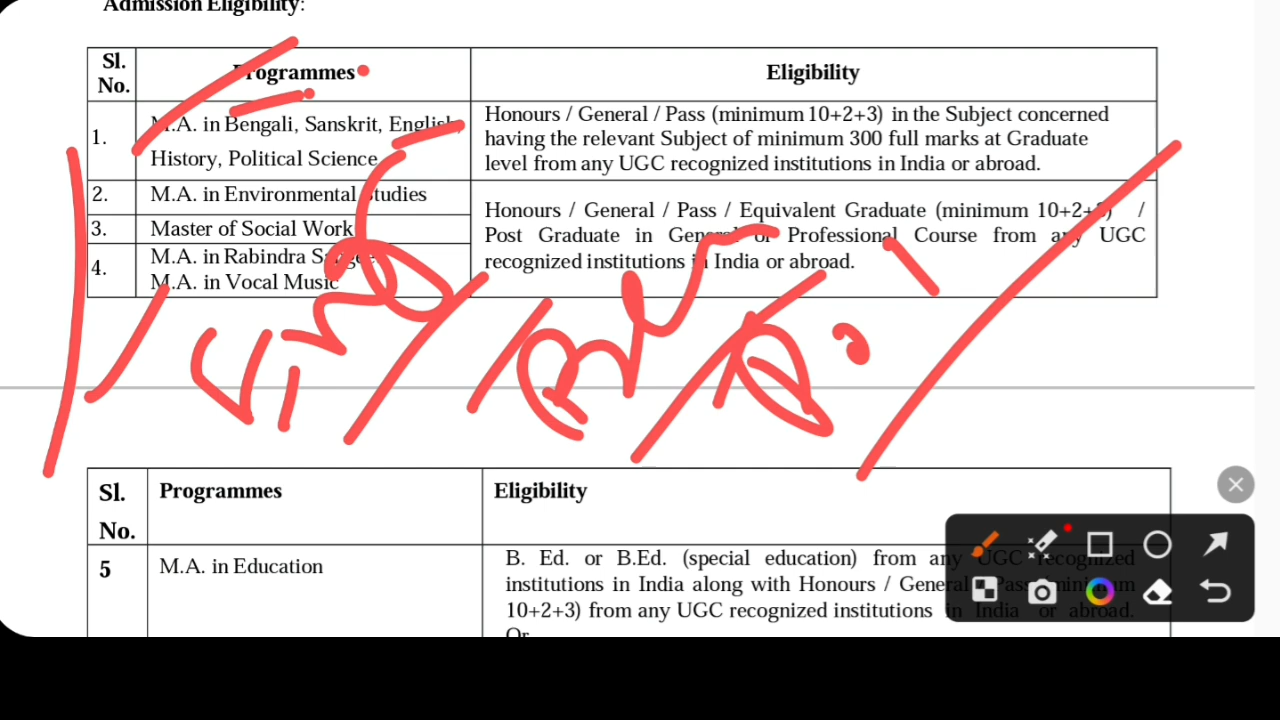 Admission Eligibility:
Sl. No.
Programmes
Eligibility
1.
M.A. in Bengali, Sanskrit, English,
History, Political Science
Honours / General / Pass (minimum 10+2+3) in the Subject concerned
having the relevant Subject of minimum 300 full marks at Graduate
level from any UGC recognized institutions in India or abroad.
2.
M.A. in Environmental Studies
3.
Master of Social Work
4.
M.A. in Rabindra
M.A. in Vocal Music
Honours / General / Pass / Equivalent Graduate (minimum 10+2+3) /
Post Graduate in General or Professional Course from any UGC
recognized institutions in India or abroad.
Eng
Sl.
No.
Programmes
Eligibility
5
M.A. in Education
B. Ed. or B.Ed. (special education) from any UGC recognized
institutions in India along with Honours / General Pass (minimum
10+2+3) from any UGC recognized institutions in India or abroad.
Or